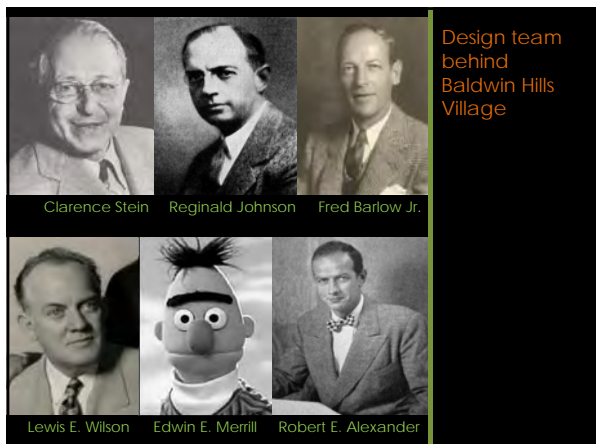 Design team
behind
Baldwin Hills
Village
Clarence Stein
Reginald Johnson
Fred Barlow Jr.
Lewis E. Wilson
Edwin E. Merrill
Robert E. Alexander